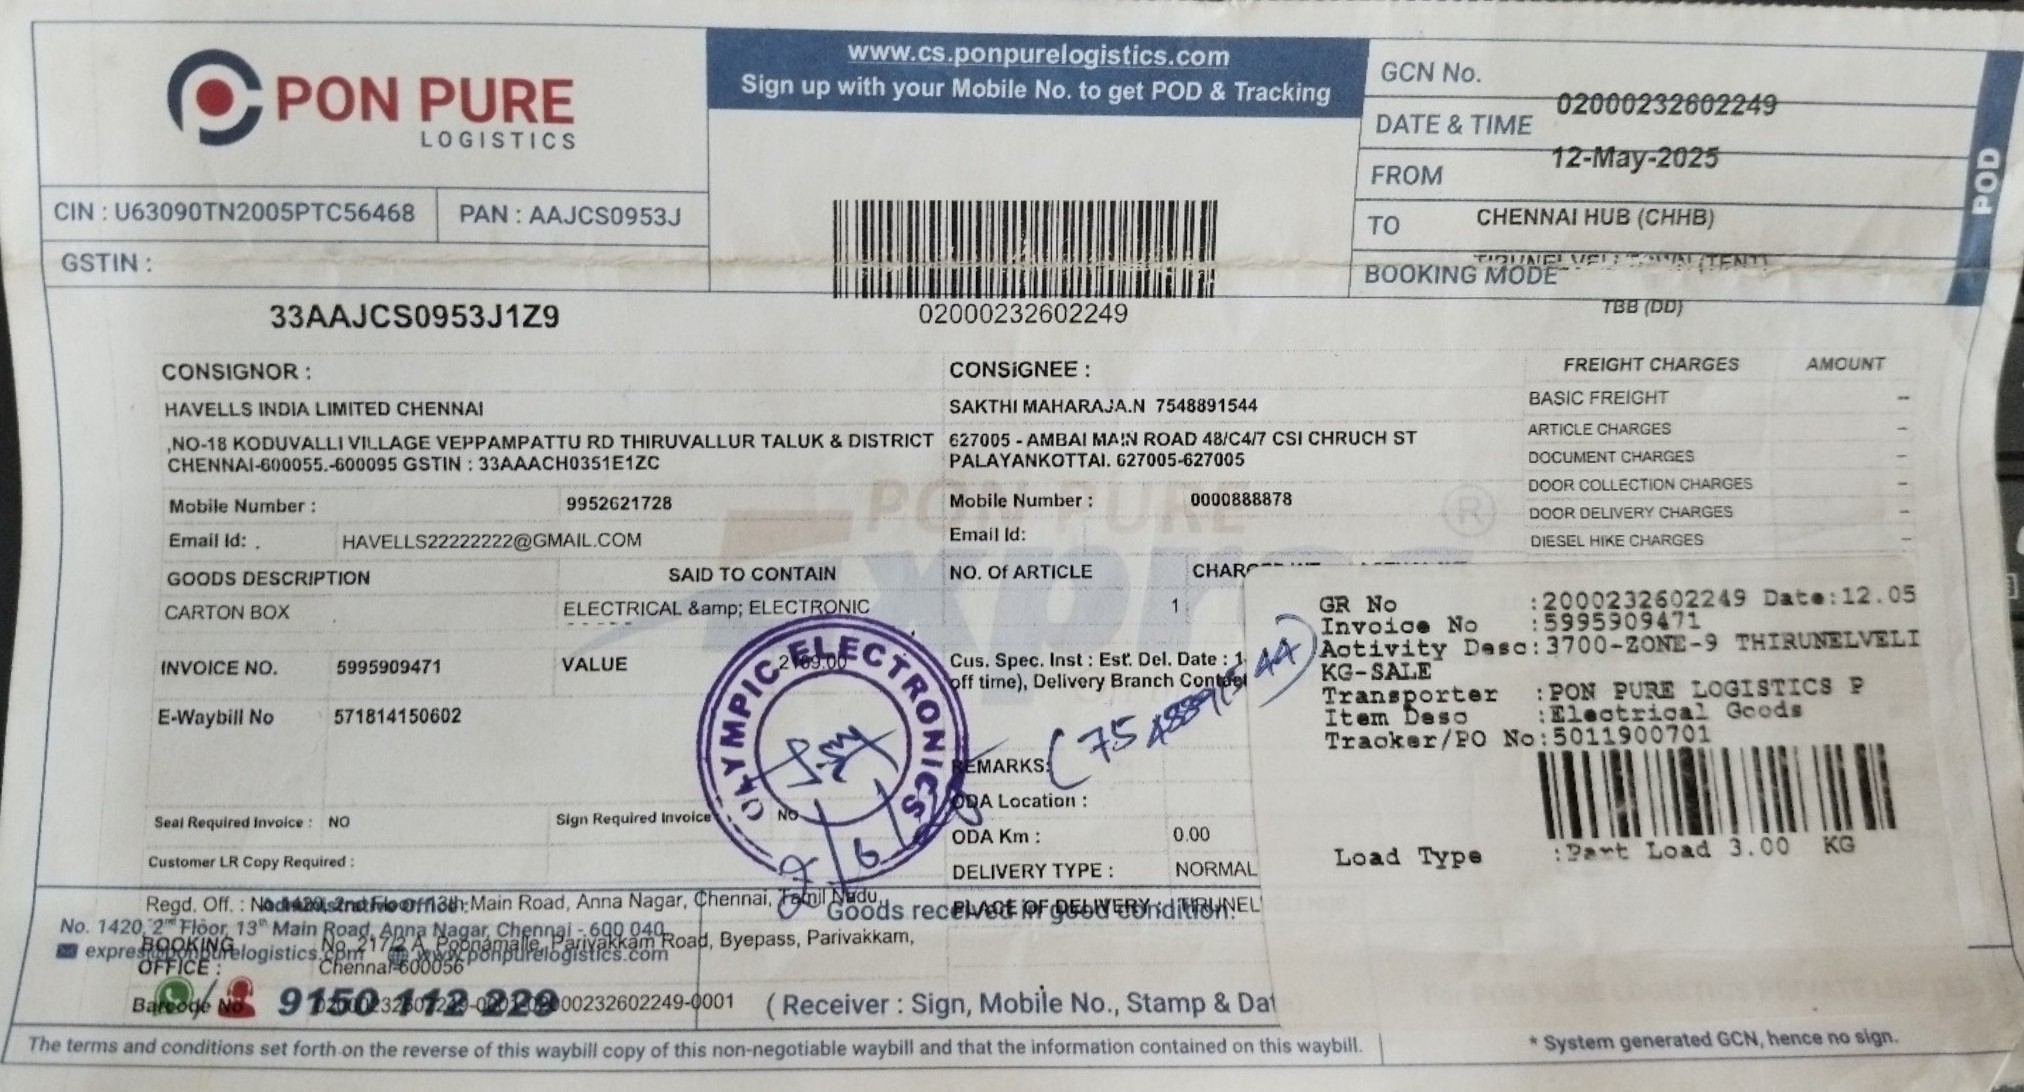 PON PURE
LOGISTICS
www.cs.ponpurelogistics.com
Sign up with your Mobile No. to get POD & Tracking
GCN No.
02000232602249
DATE & TIME
12-May-2025
FROM
CHENNAI HUB (CHHB)
TO
BOOKING MODE
TBB (DD)
POD
CIN : U63090TN2005PTC56468
PAN : AAJCS0953J
GSTIN :
33AAJCS0953J1Z9
02000232602249
CONSIGNOR :
HAVELLS INDIA LIMITED CHENNAI
,NO-18 KODUVALLI VILLAGE VEPPAMPATTU RD THIRUVALLUR TALUK & DISTRICT
CHENNAI-600055.-600095 GSTIN : 33AAACH0351E1ZC
Mobile Number : 9952621728
Email Id: . HAVELLS22222222@GMAIL.COM
CONSIGNEE :
SAKTHI MAHARAJA.N 7548891544
627005 - AMBAI MAIN ROAD 48/C4/7 CSI CHRUCH ST
PALAYANKOTTAI. 627005-627005
Mobile Number : 0000888878
Email Id:
FREIGHT CHARGES AMOUNT
BASIC FREIGHT --
ARTICLE CHARGES --
DOCUMENT CHARGES --
DOOR COLLECTION CHARGES --
DOOR DELIVERY CHARGES --
DIESEL HIKE CHARGES --
PON PURE
®
GOODS DESCRIPTION SAID TO CONTAIN NO. Of ARTICLE
CARTON BOX ELECTRICAL &amp; ELECTRONIC 1
INVOICE NO. 5995909471 VALUE
E-Waybill No 571814150602
Cus. Spec. Inst : Est. Del. Date : 1
off time), Delivery Branch Contact
OLYMPIC ELECTRONICS
REMARKS:
(7548891544)
ODA Location :
ODA Km : 0.00
DELIVERY TYPE : NORMAL
PLACE OF DELIVERY : TIRUNEL
Seal Required Invoice : NO
Sign Required Invoice NO
Customer LR Copy Required :
GR No :2000232602249 Date:12.05
Invoice No :5995909471
Activity Desc:3700-ZONE-9 THIRUNELVELI
KG-SALE
Transporter :PON PURE LOGISTICS P
Item Desc :Electrical Goods
Tracker/PO No:5011900701
Load Type :Part Load 3.00 KG
Regd. Off. : No. 1420, 2nd Floor, 13th Main Road, Anna Nagar, Chennai, Tamil Nadu,
Administrative Office:
No. 1420, 2nd Floor, 13th Main Road, Anna Nagar, Chennai - 600 040.
express@ponpurelogistics.com www.ponpurelogistics.com
BOOKING OFFICE : No. 217/2 A, Poonamalle, Parivakkam Road, Byepass, Parivakkam,
Chennai-600056
Goods received in good condition.
Barcode No
9150 112 229
( Receiver : Sign, Mobile No., Stamp & Dat
The terms and conditions set forth on the reverse of this waybill copy of this non-negotiable waybill and that the information contained on this waybill.
* System generated GCN, hence no sign.